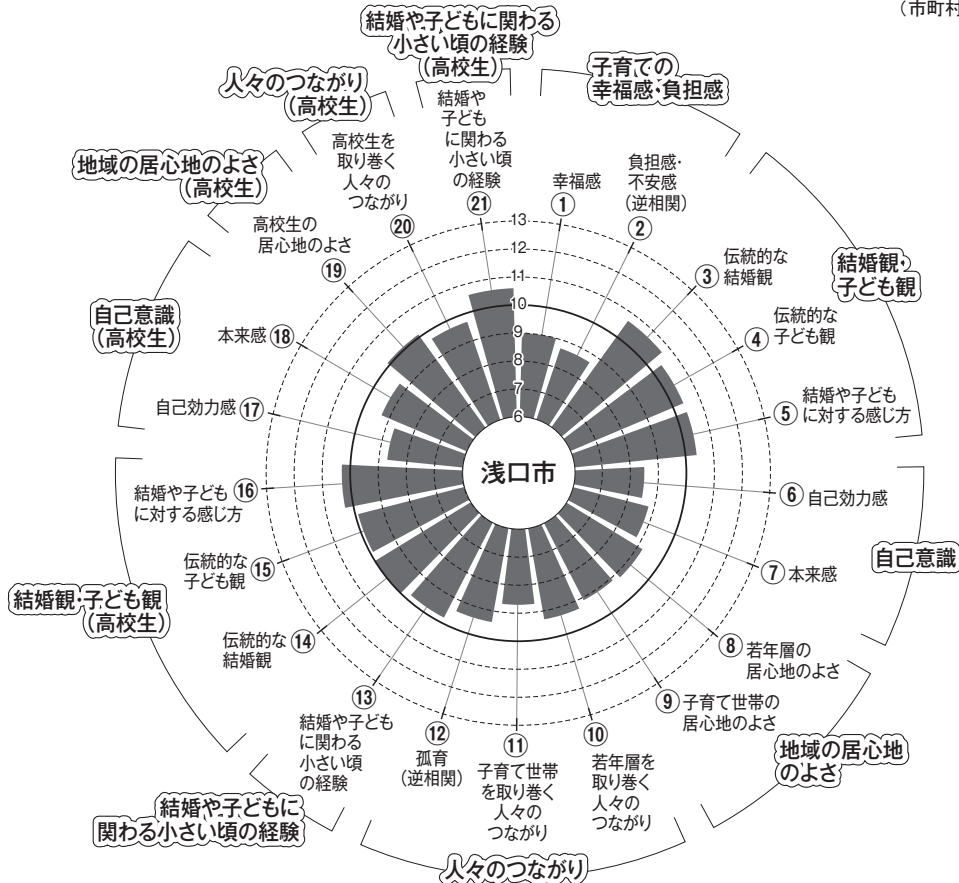 （市町村
結婚や子どもに関わる
小さい頃の経験
（高校生）
子育ての
幸福感・負担感
人々のつながり
（高校生）
地域の居心地のよさ
（高校生）
自己意識
（高校生）
結婚観・子ども観
（高校生）
結婚や子どもに
関わる小さい頃の経験
人々のつながり
地域の居心地
のよさ
自己意識
結婚観・
子ども観
① 幸福感
② 負担感・
不安感
（逆相関）
③ 伝統的な
結婚観
④ 伝統的な
子ども観
⑤ 結婚や子ども
に対する感じ方
⑥ 自己効力感
⑦ 本来感
⑧ 若年層の
居心地のよさ
⑨ 子育て世帯の
居心地のよさ
⑩
若年層を
取り巻く
人々の
つながり
⑪
子育て世帯
を取り巻く
人々の
つながり
⑫
孤育
（逆相関）
⑬
結婚や子ども
に関わる
小さい頃
の経験
伝統的な ⑭
結婚観
伝統的な ⑮
子ども観
結婚や子ども ⑯
に対する感じ方
自己効力感 ⑰
本来感 ⑱
高校生の
居心地のよさ
⑲
高校生を
取り巻く
人々の
つながり
⑳
結婚や
子ども
に関わる
小さい頃
の経験
㉑
13
12
11
10
9
8
7
6
浅口市